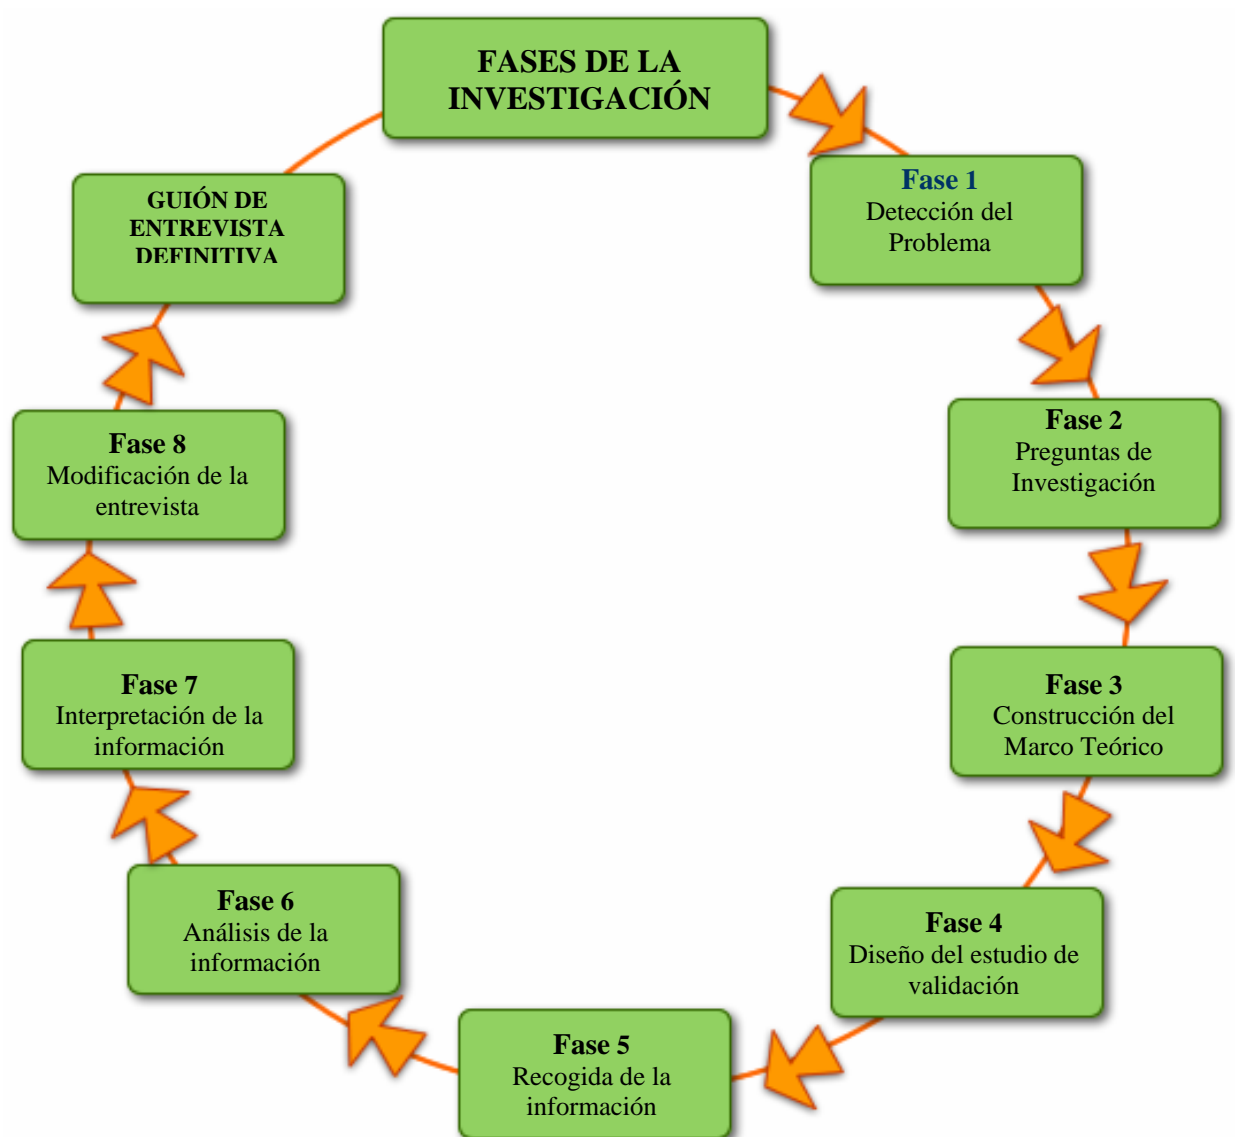 FASES DE LA
INVESTIGACIÓN
Fase 1
Detección del
Problema
Fase 2
Preguntas de
Investigación
Fase 3
Construcción del
Marco Teórico
Fase 4
Diseño del estudio de
validación
Fase 5
Recogida de la
información
Fase 6
Análisis de la
información
Fase 7
Interpretación de la
información
Fase 8
Modificación de la
entrevista
GUIÓN DE
ENTREVISTA
DEFINITIVA